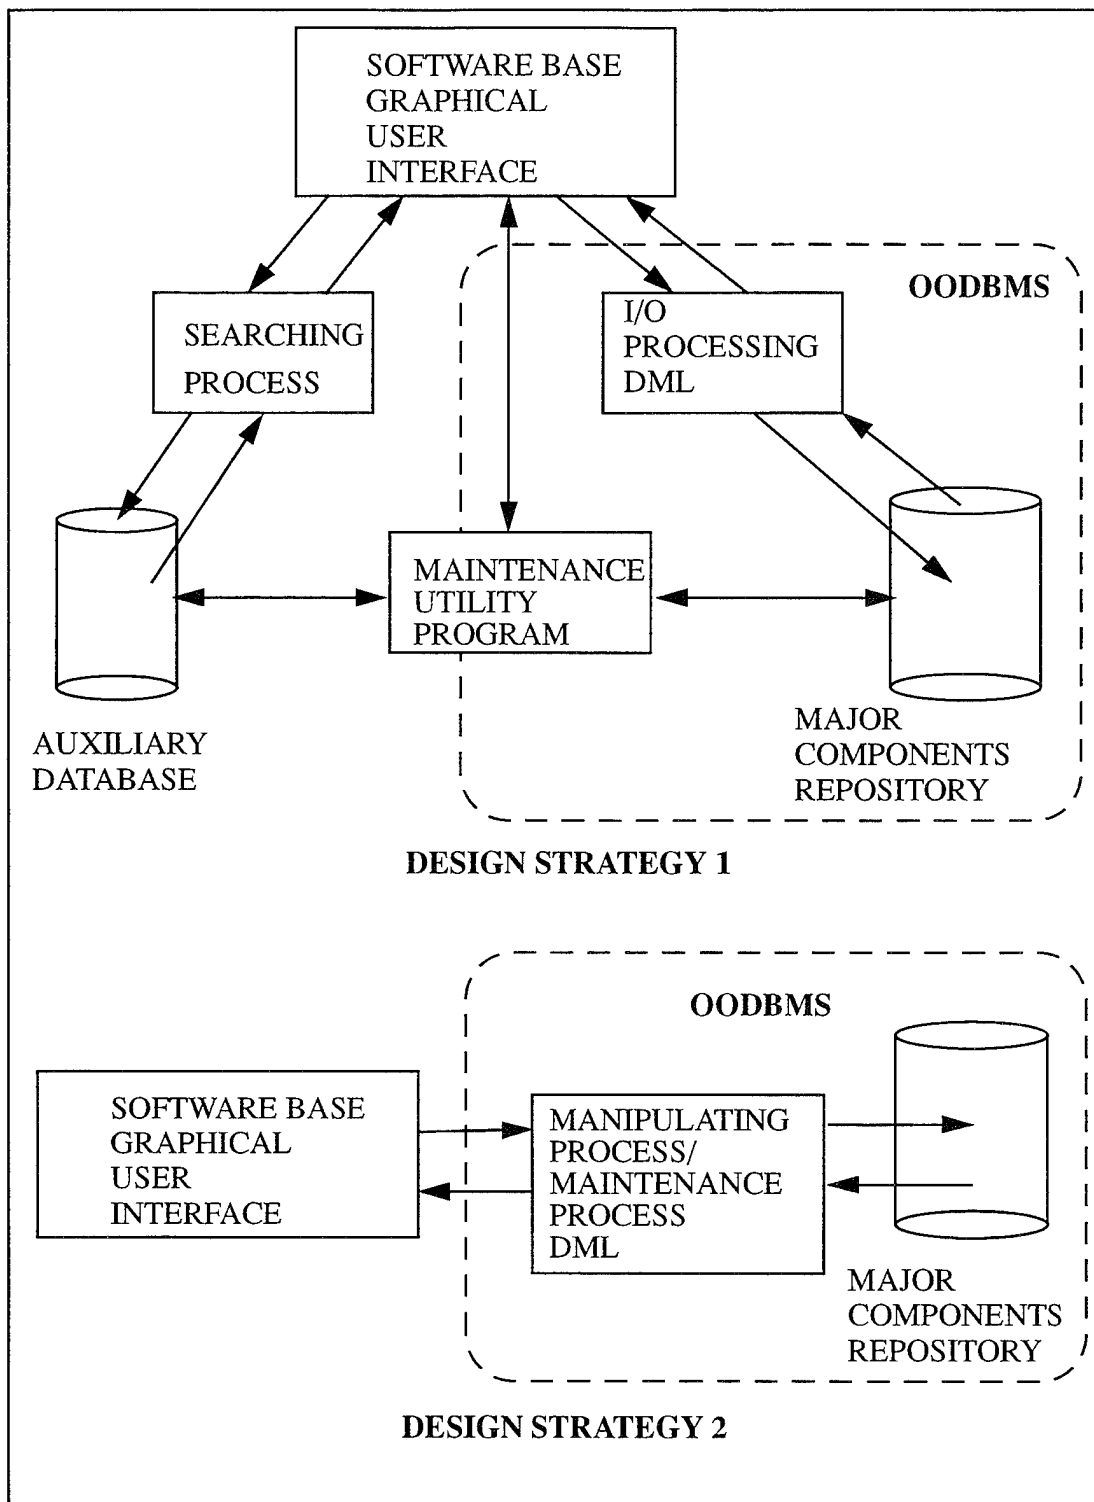 SOFTWARE BASE
GRAPHICAL
USER
INTERFACE
OODBMS
SEARCHING
PROCESS
I/O
PROCESSING
DML
MAINTENANCE
UTILITY
PROGRAM
AUXILIARY
DATABASE
MAJOR
COMPONENTS
REPOSITORY
DESIGN STRATEGY 1
OODBMS
SOFTWARE BASE
GRAPHICAL
USER
INTERFACE
MANIPULATING
PROCESS/
MAINTENANCE
PROCESS
DML
MAJOR
COMPONENTS
REPOSITORY
DESIGN STRATEGY 2